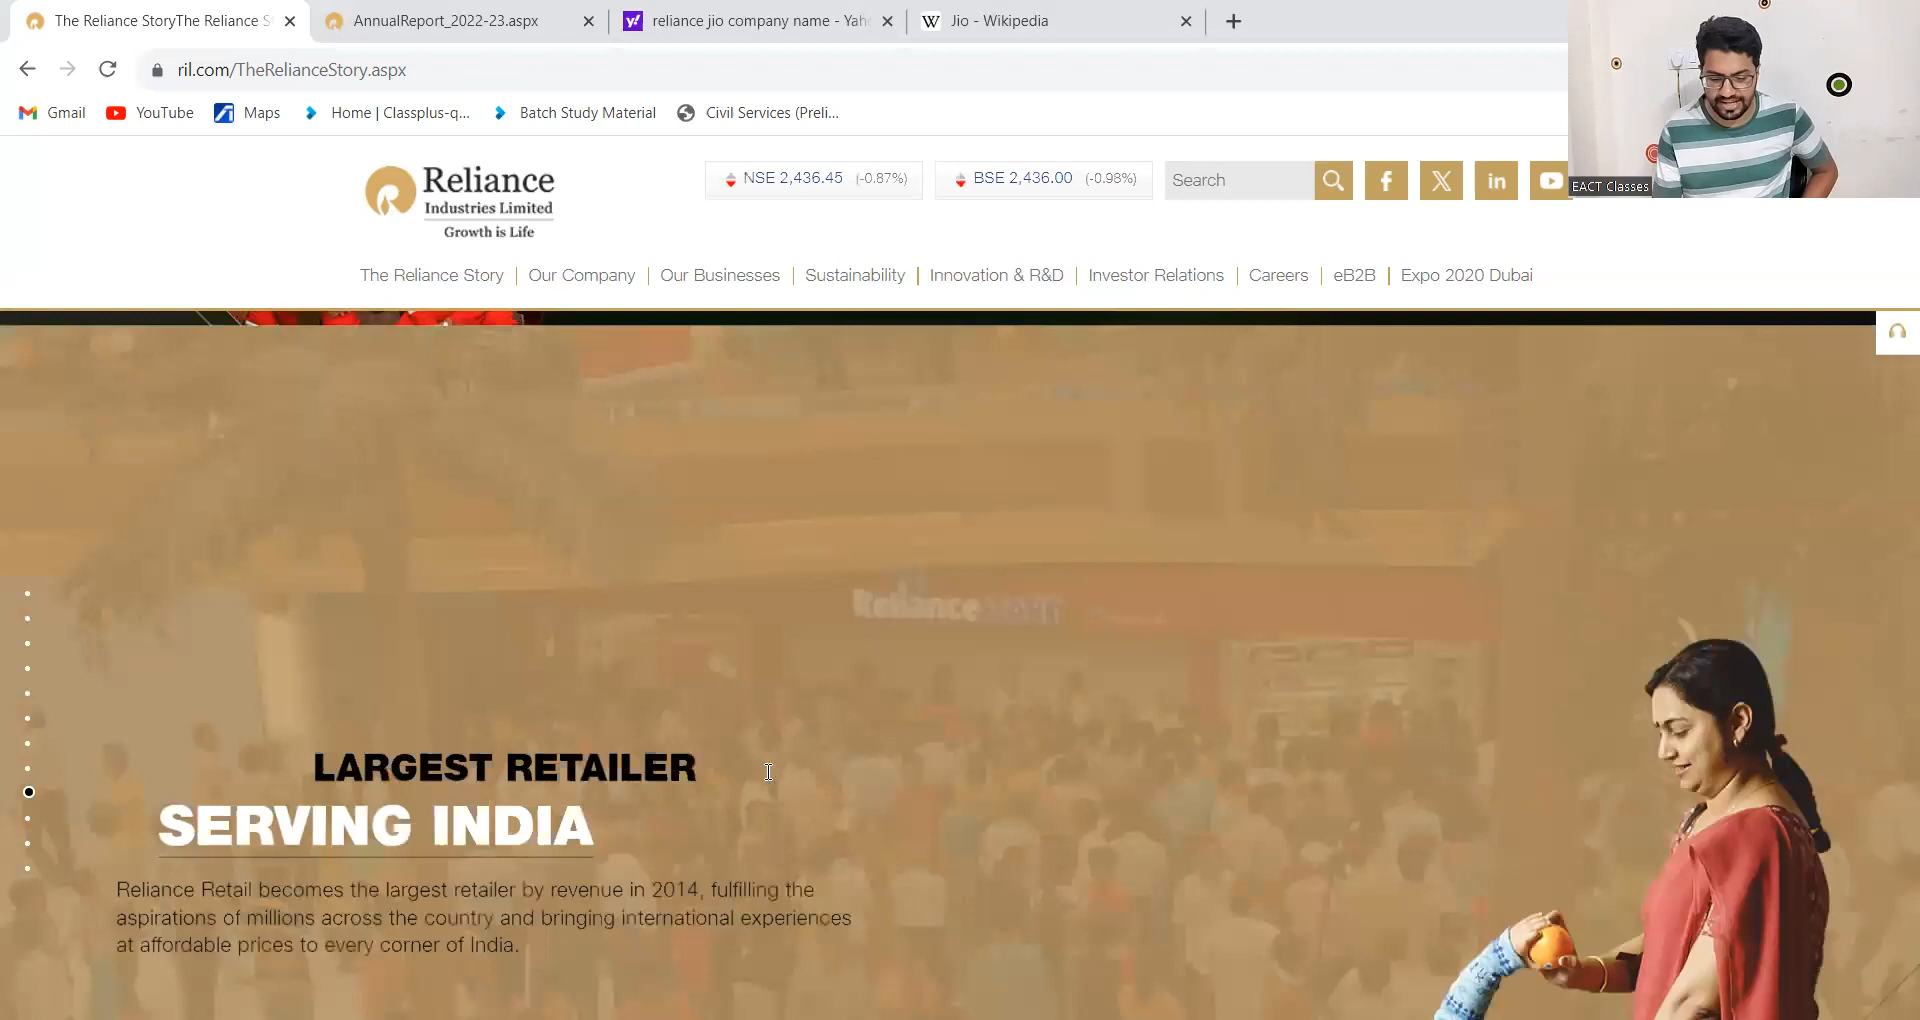 The Reliance StoryThe Reliance S
AnnualReport_2022-23.aspx
reliance jio company name - Yah
Jio - Wikipedia
ril.com/TheRelianceStory.aspx
Gmail
YouTube
Maps
Home | Classplus-q...
Batch Study Material
Civil Services (Preli...
EACT Classes
Reliance
Industries Limited
Growth is Life
NSE 2,436.45 (-0.87%)
BSE 2,436.00 (-0.98%)
Search
The Reliance Story
Our Company
Our Businesses
Sustainability
Innovation & R&D
Investor Relations
Careers
eB2B
Expo 2020 Dubai
Reliance
LARGEST RETAILER
SERVING INDIA
Reliance Retail becomes the largest retailer by revenue in 2014, fulfilling the
aspirations of millions across the country and bringing international experiences
at affordable prices to every corner of India.